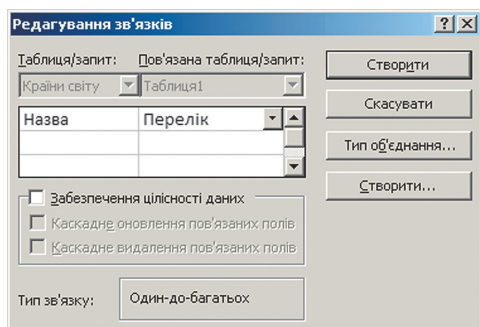 Редагування зв'язків
Таблиця/запит: Пов'язана таблиця/запит:
Країни світу Таблиця1
Назва Перелік
Забезпечення цілісності даних
Каскадне оновлення пов'язаних полів
Каскадне видалення пов'язаних полів
Тип зв'язку: Один-до-багатьох
Створити
Скасувати
Тип об'єднання...
Створити...